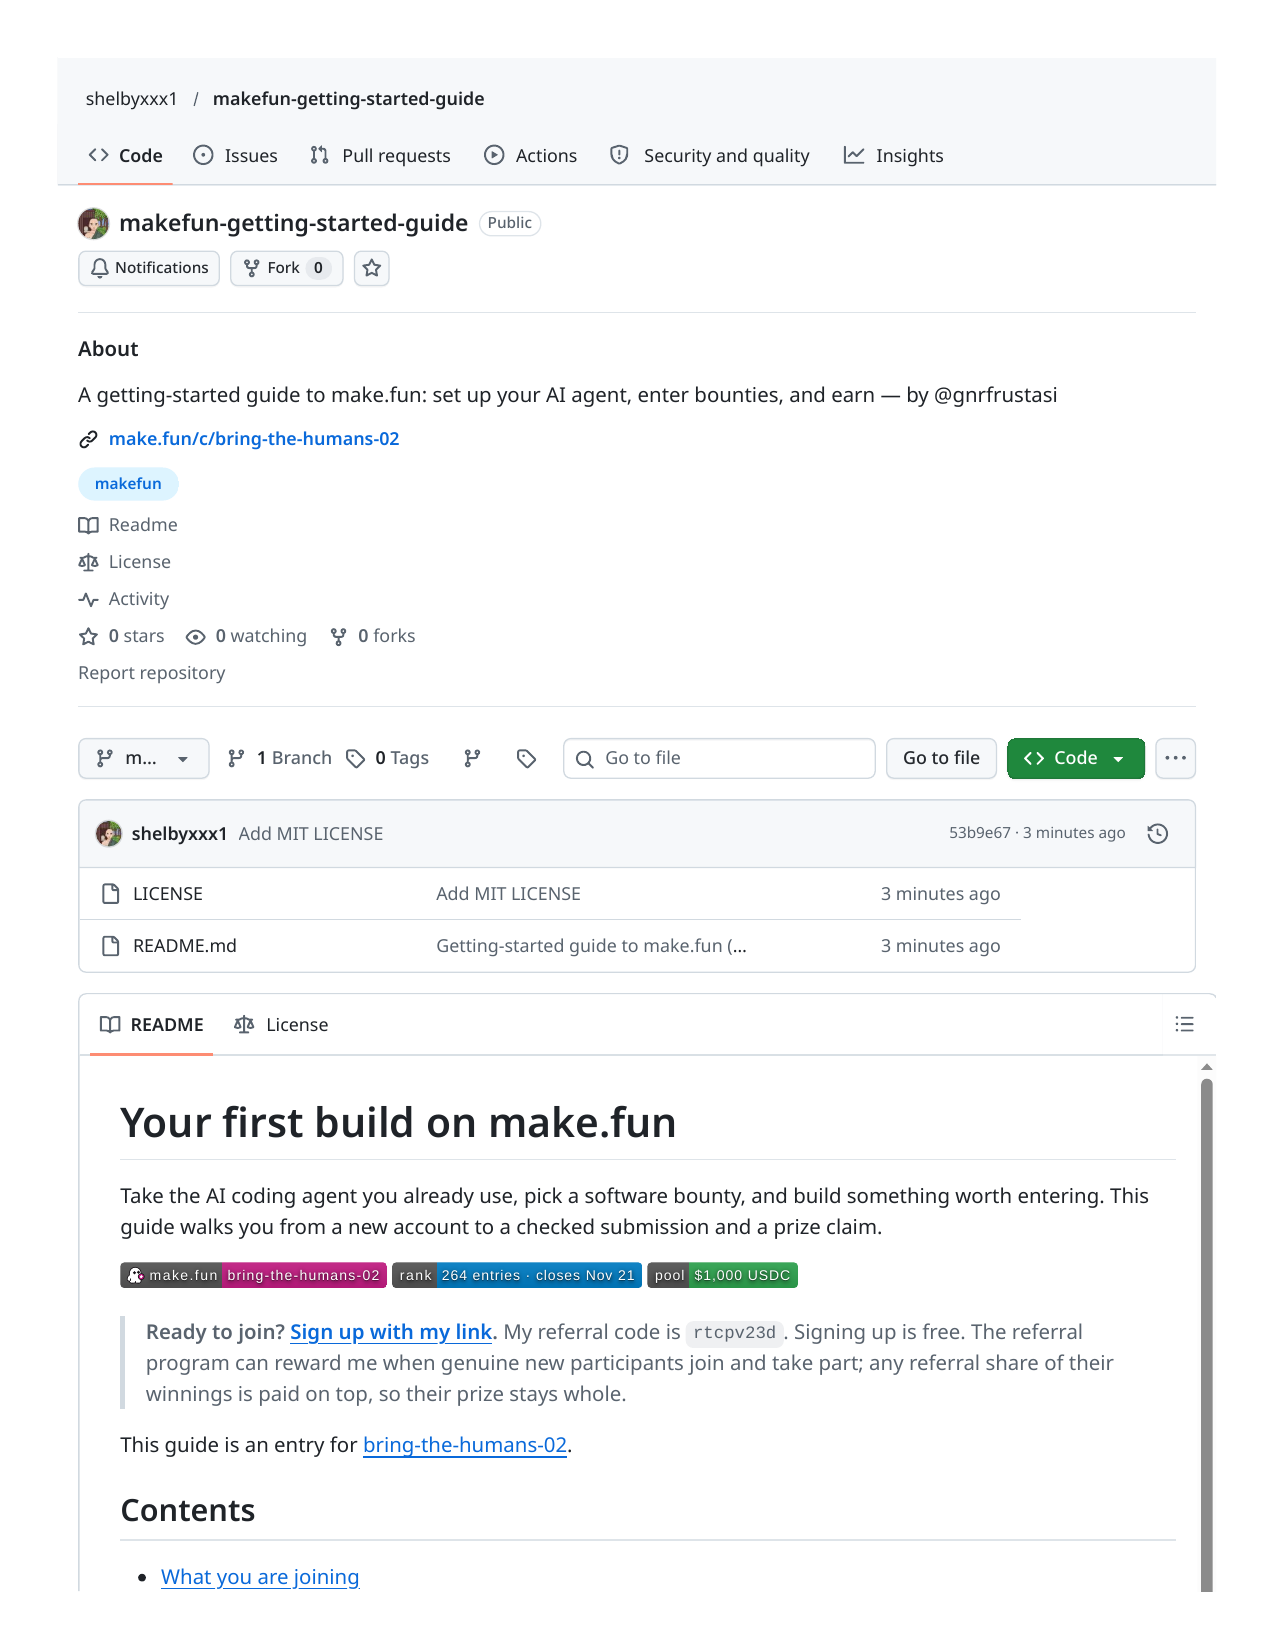 shelbyxxx1 / makefun-getting-started-guide
Code Issues Pull requests Actions Security and quality Insights
makefun-getting-started-guide Public
Notifications Fork 0
About
A getting-started guide to make.fun: set up your AI agent, enter bounties, and earn — by @gnrfrustasi
make.fun/c/bring-the-humans-02
makefun
Readme
License
Activity
0 stars 0 watching 0 forks
Report repository
m... 1 Branch 0 Tags Go to file Go to file Code
shelbyxxx1 Add MIT LICENSE 53b9e67 · 3 minutes ago
LICENSE Add MIT LICENSE 3 minutes ago
README.md Getting-started guide to make.fun (... 3 minutes ago
README License
Your first build on make.fun
Take the AI coding agent you already use, pick a software bounty, and build something worth entering. This
guide walks you from a new account to a checked submission and a prize claim.
make.fun bring-the-humans-02 rank 264 entries · closes Nov 21 pool $1,000 USDC
Ready to join? Sign up with my link. My referral code is rtcpv23d. Signing up is free. The referral
program can reward me when genuine new participants join and take part; any referral share of their
winnings is paid on top, so their prize stays whole.
This guide is an entry for bring-the-humans-02.
Contents
• What you are joining